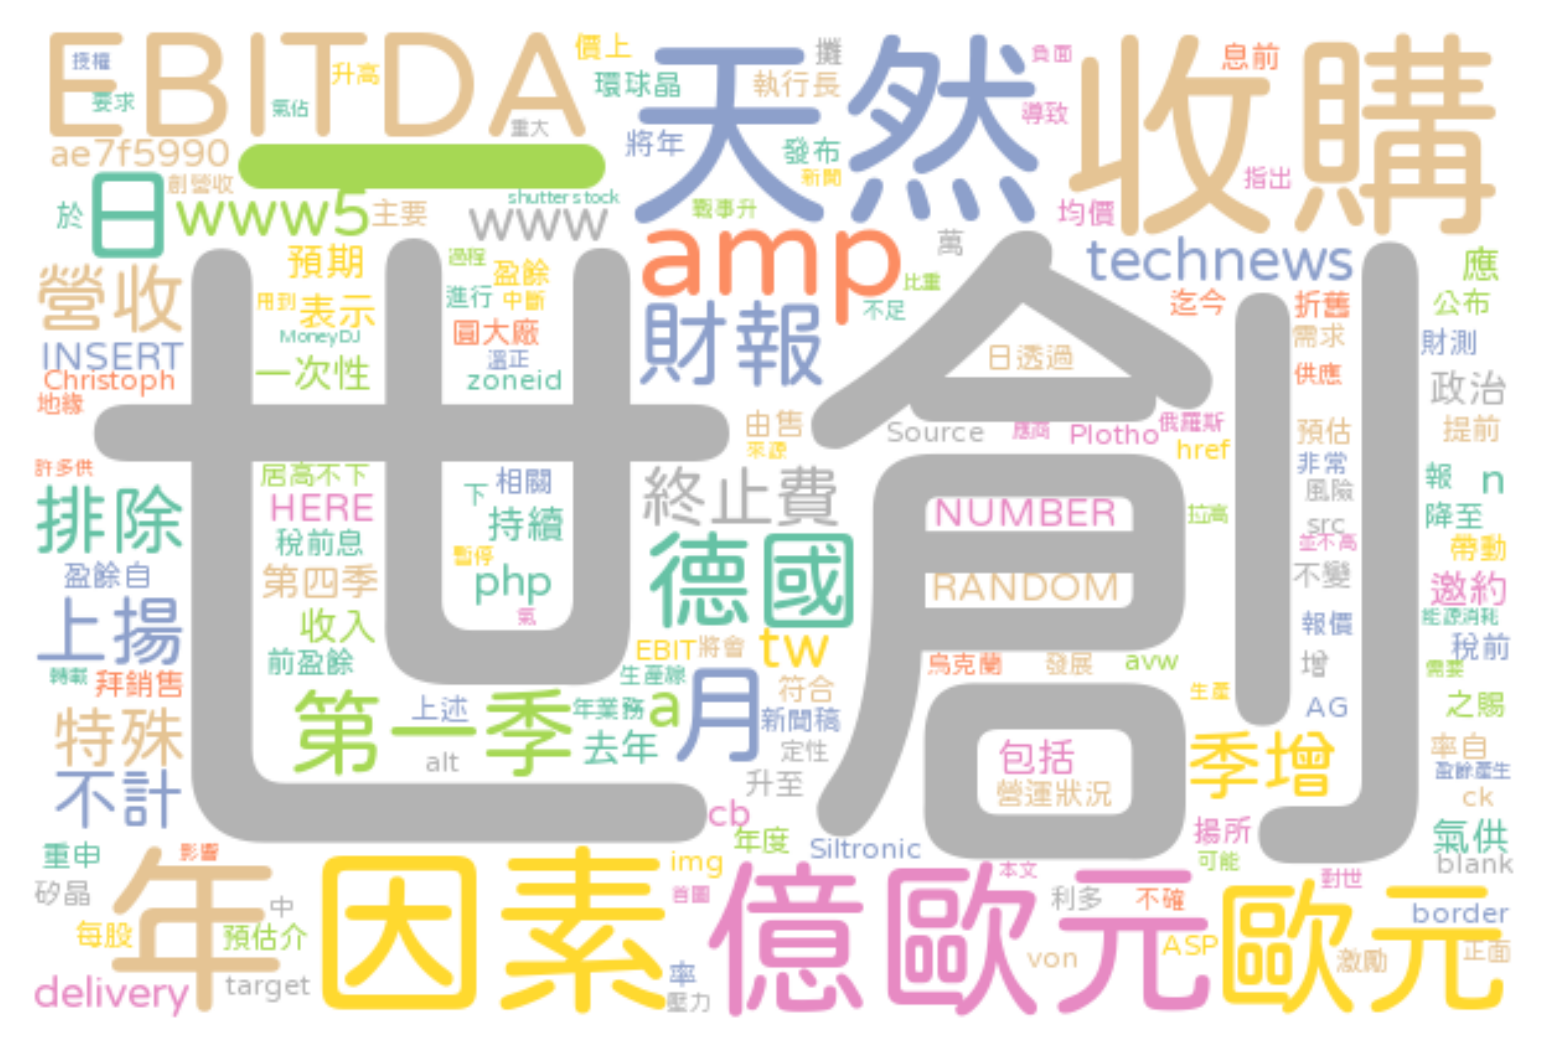 EBITDA
授權
要求
升高
氣佔
重大
價上
環球晶
攤
執行長
天然
收購
負面
息前
導致
ae7f5990
一
將年
發布
新聞
指出
創營收
於
日
www5
主要
www
shutterstock
戰事升
均價
amp
萬
technews
應
營收
預期
過程
盈餘
比重
用到
表示
進行
中斷
不足
迄今
折舊
公布
MoneyDJ
圓大廠
財報
需求
財測
INSERT
一次性
溫正
日透過
Christoph
zoneid
供應
政治
地緣
世創
由售
Source
應商
Plotho
俄羅斯
預估
提前
來源
href
許多供
居高不下
相關
終止費
非常
報
n
排除
HERE
下
持續
NUMBER
拉高
風險
src
降至
稅前息
並不高
帶動
暫停
德國
盈餘自
第四季
php
RANDOM
不變
邀約
氣
上揚
收入
報價
能源消耗
EBIT
將會
tw
稅前
前盈餘
烏克蘭
發展
avw
增
需要
轉載
拜銷售
生產線
符合
生產
第一季
上述
年業務
a
月
新聞稿
AG
之賜
特殊
去年
定性
包括
季增
率自
alt
盈餘產生
不計
升至
營運狀況
ck
cb
揚所
氣供
年度
Siltronic
重申
影響
img
可能
blank
年
因素
億歐元
本文
對世
歐元
矽晶
中
首圖
利多
不確
border
每股
預估介
ASP
正面
von
激勵
率
delivery
target
壓力